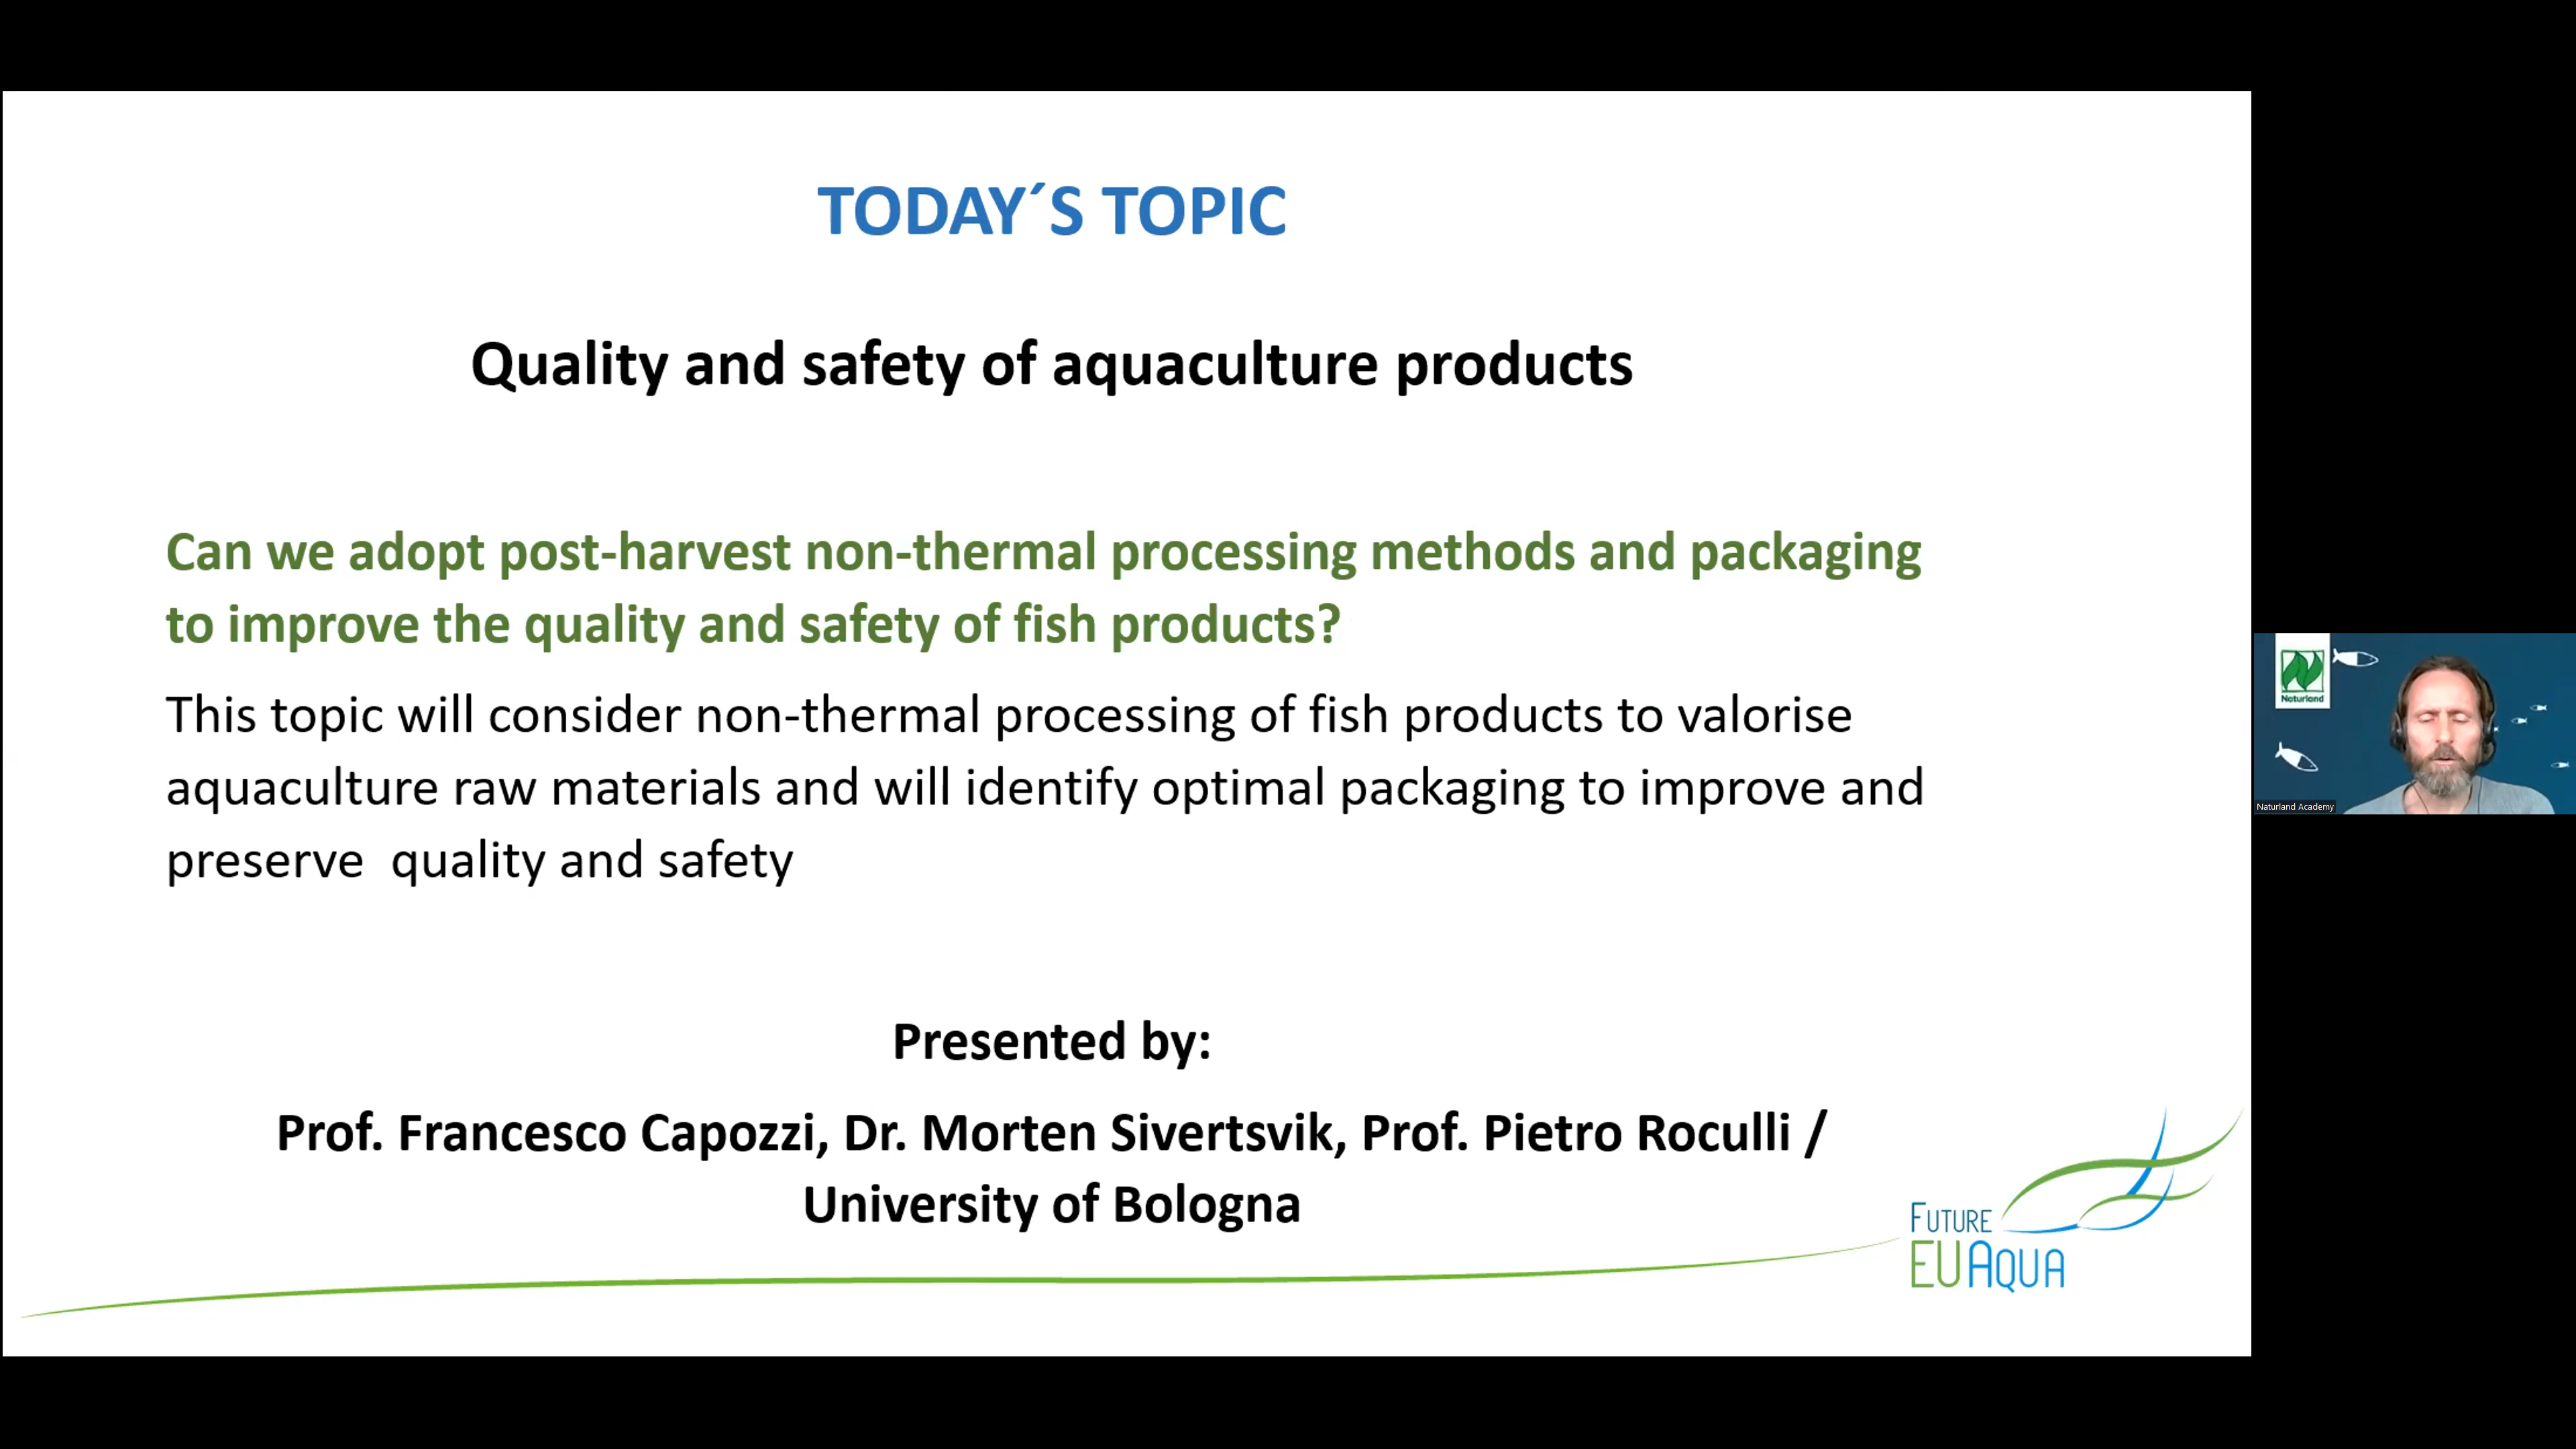 TODAY´S TOPIC
Quality and safety of aquaculture products
Can we adopt post-harvest non-thermal processing methods and packaging
to improve the quality and safety of fish products?
This topic will consider non-thermal processing of fish products to valorise
aquaculture raw materials and will identify optimal packaging to improve and
preserve  quality and safety
Presented by:
Prof. Francesco Capozzi, Dr. Morten Sivertsvik, Prof. Pietro Roculli /
University of Bologna
FUTURE
EUAQUA
Naturland
Naturland Academy